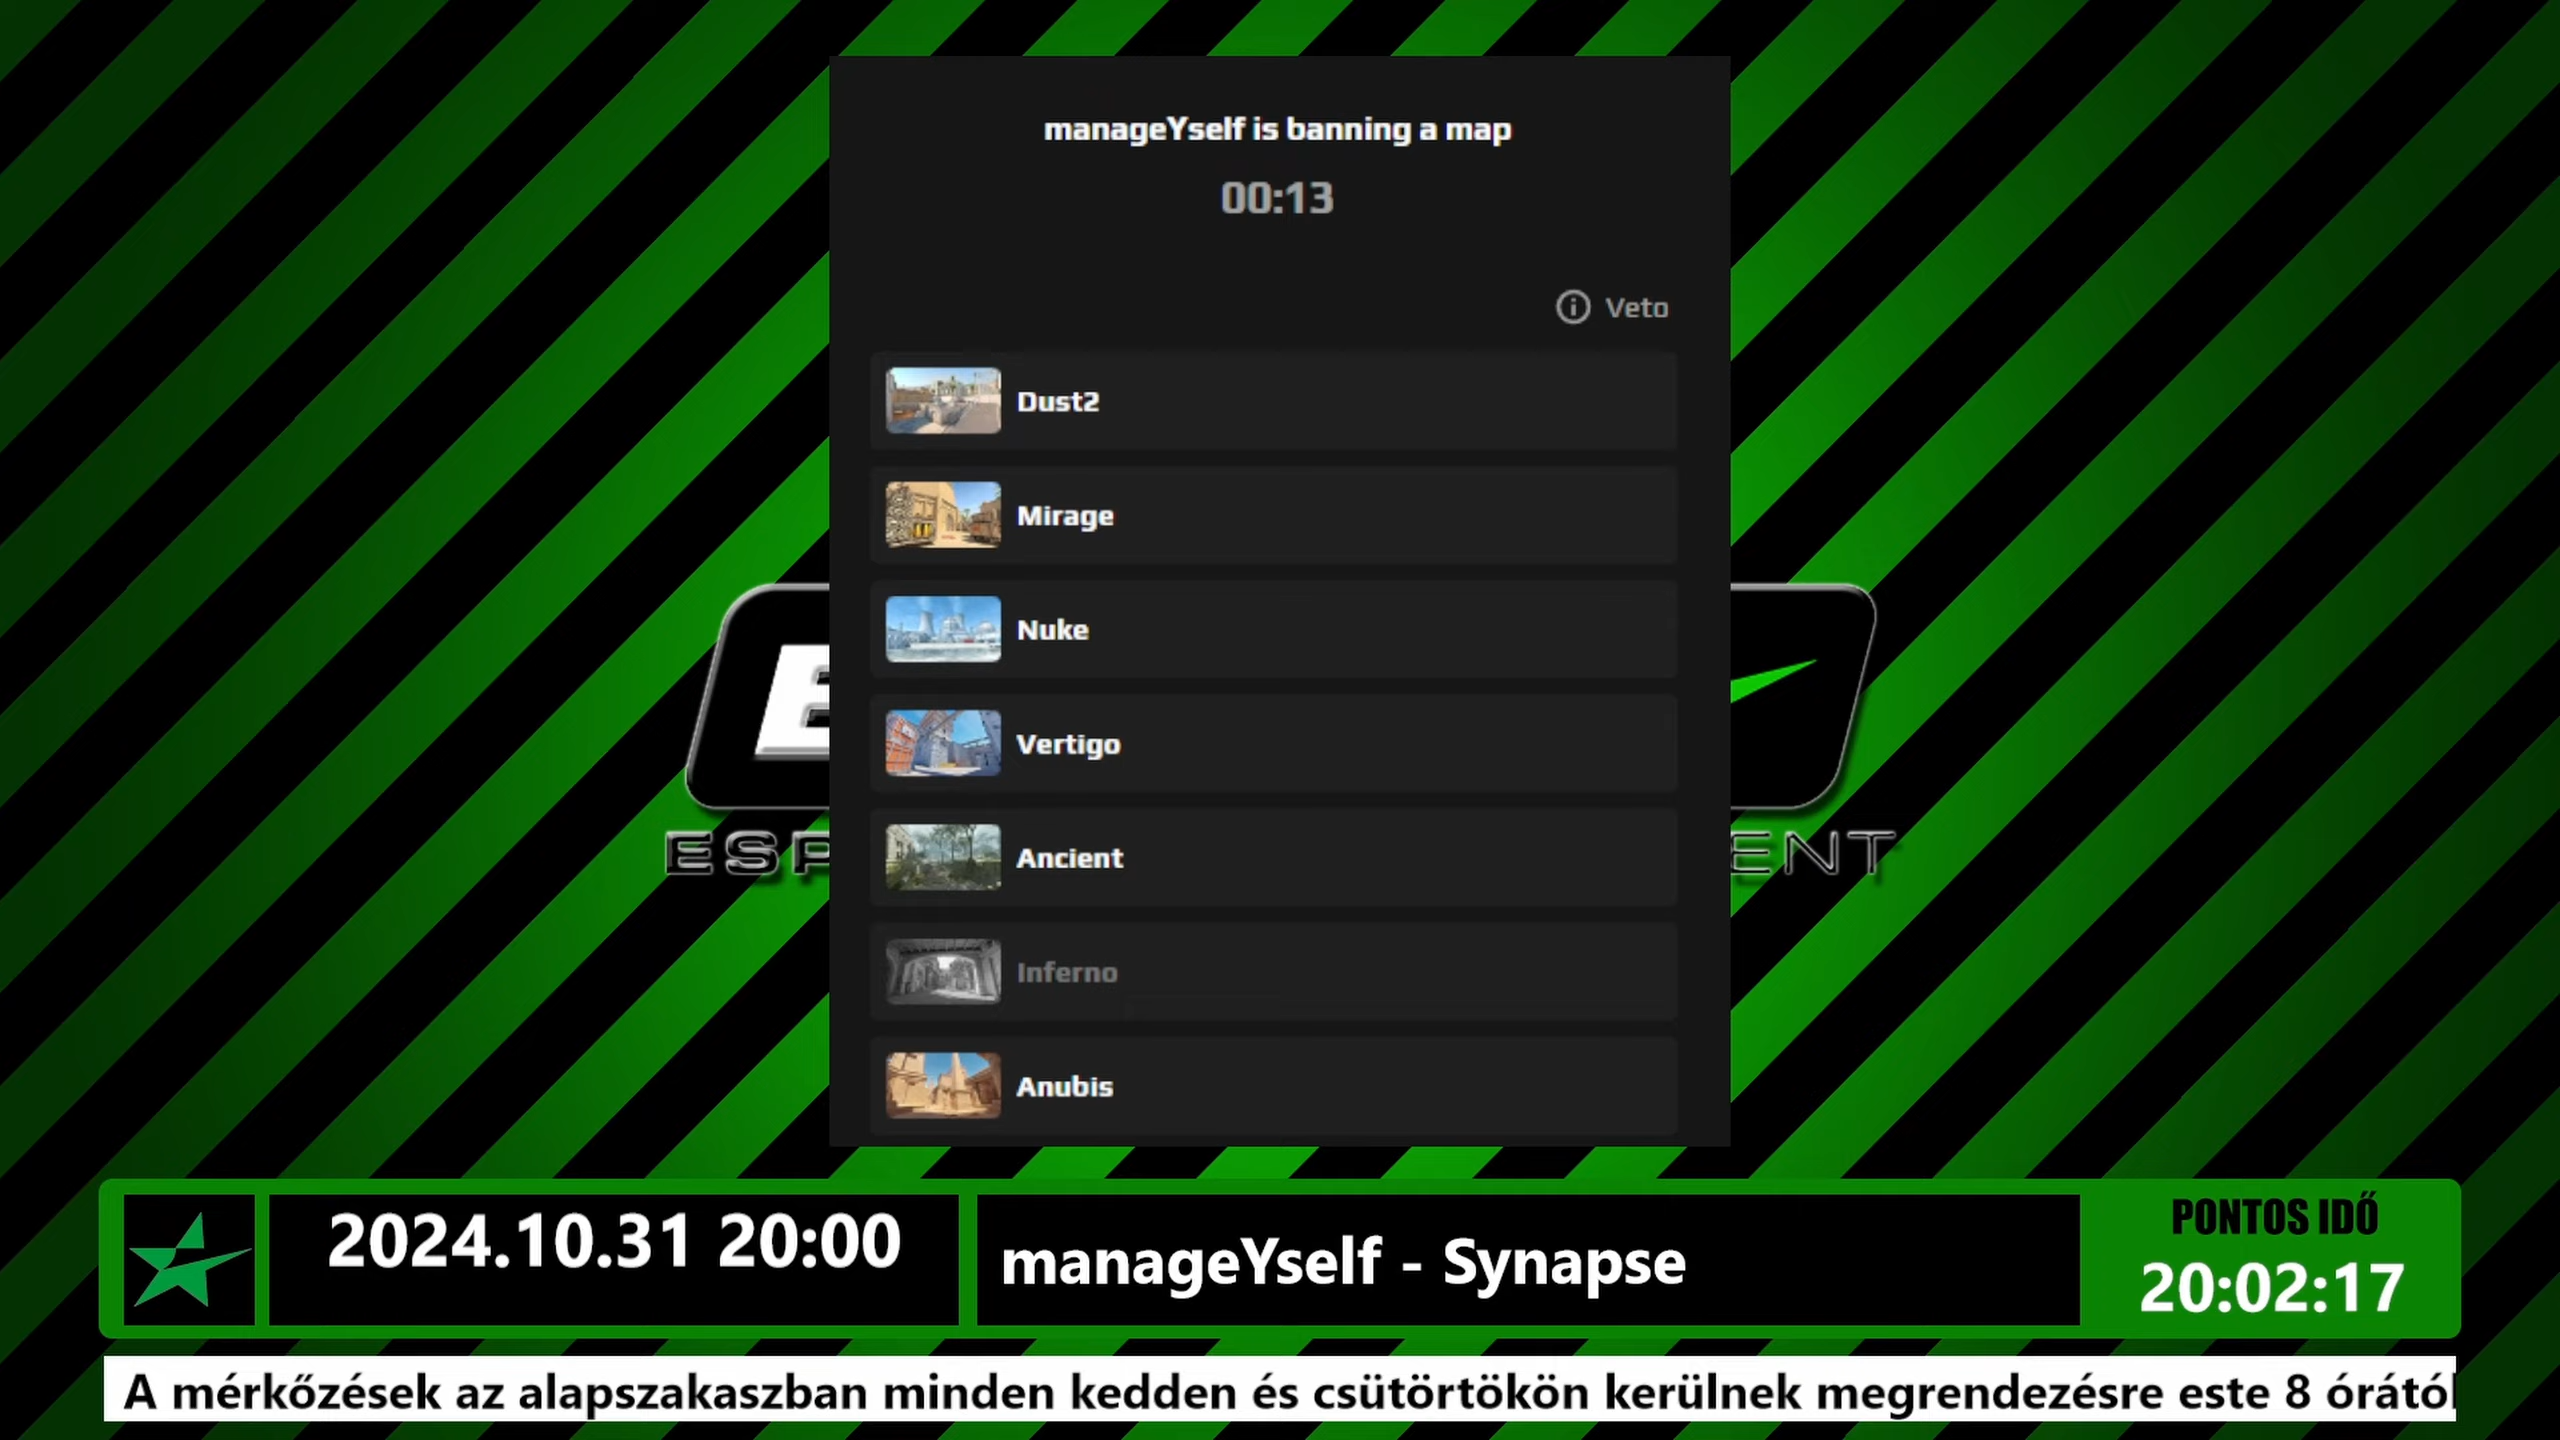 manageYself is banning a map
00:13
Veto
Dust2
Mirage
Nuke
Vertigo
Ancient
Inferno
Anubis
2024.10.31 20:00
manageYself - Synapse
PONTOS IDŐ
20:02:17
A mérkőzések az alapszakaszban minden kedden és csütörtökön kerülnek megrendezésre este 8 órától